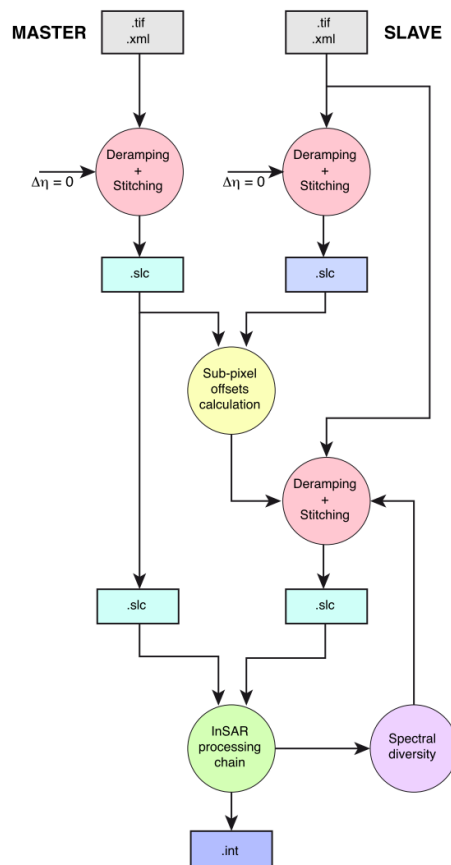 MASTER
.tif
.xml
.tif
.xml
SLAVE
Deramping
+
Stitching
Δη = 0
Deramping
+
Stitching
Δη = 0
.slc
.slc
Sub-pixel
offsets
calculation
Deramping
+
Stitching
.slc
.slc
InSAR
processing
chain
Spectral
diversity
.int